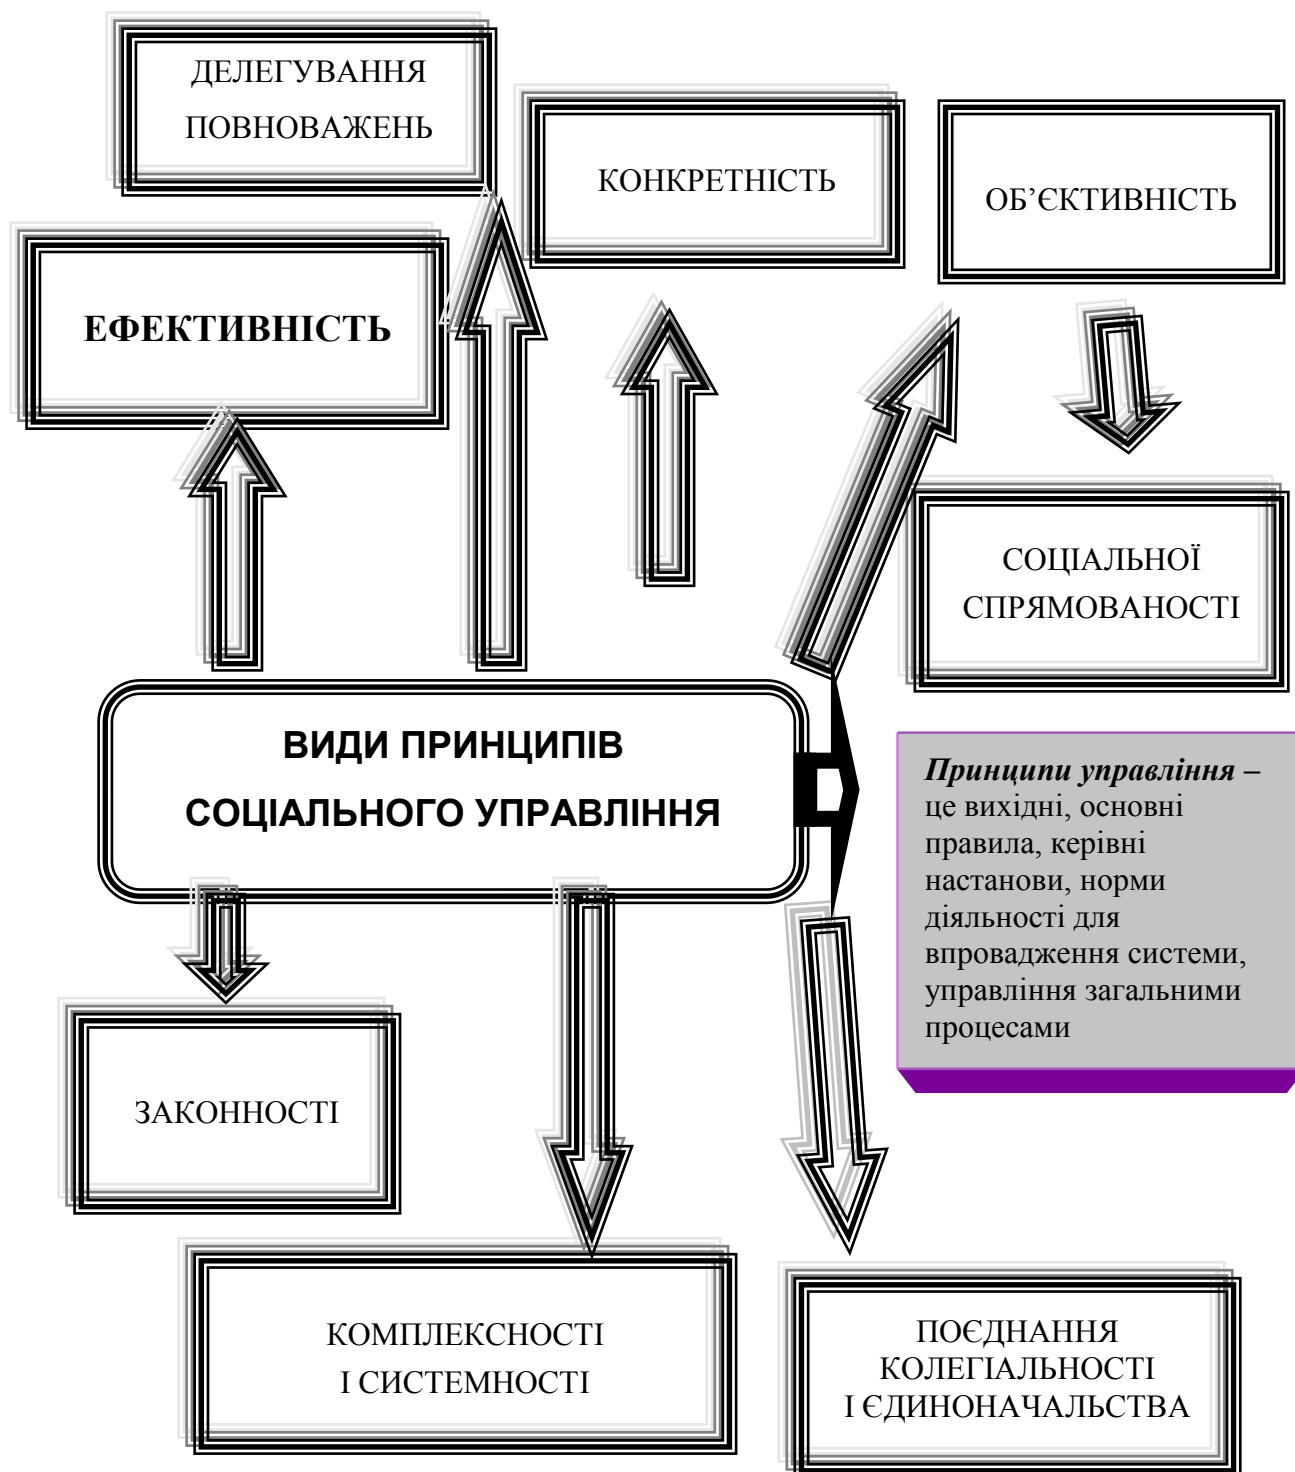 ДЕЛЕГУВАННЯ
ПОВНОВАЖЕНЬ
КОНКРЕТНІСТЬ
ОБ’ЄКТИВНІСТЬ
ЕФЕКТИВНІСТЬ
СОЦІАЛЬНОЇ
СПРЯМОВАНОСТІ
ВИДИ ПРИНЦИПІВ
СОЦІАЛЬНОГО УПРАВЛІННЯ
Принципи управління –
це вихідні, основні
правила, керівні
настанови, норми
діяльності для
впровадження системи,
управління загальними
процесами
ЗАКОННОСТІ
КОМПЛЕКСНОСТІ
І СИСТЕМНОСТІ
ПОЄДНАННЯ
КОЛЕГІАЛЬНОСТІ
І ЄДИНОНАЧАЛЬСТВА